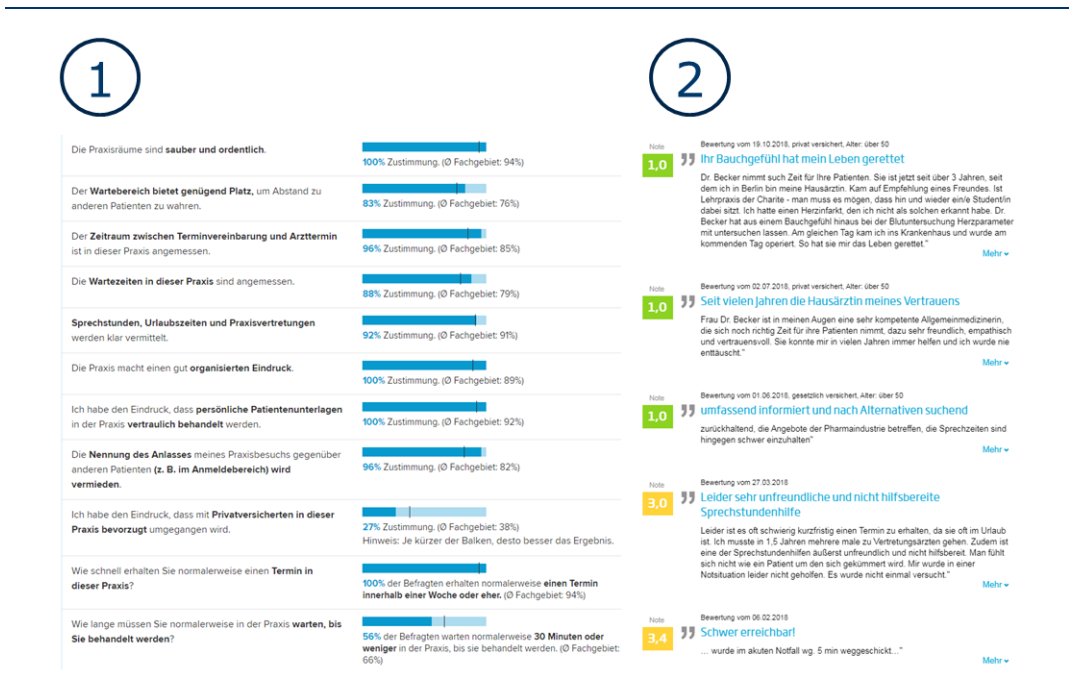 1
Die Praxisräume sind sauber und ordentlich.
100% Zustimmung. (Ø Fachgebiet: 94%)
Der Wartebereich bietet genügend Platz, um Abstand zu
anderen Patienten zu wahren.
83% Zustimmung. (Ø Fachgebiet: 76%)
Der Zeitraum zwischen Terminvereinbarung und Arzttermin
ist in dieser Praxis angemessen.
96% Zustimmung. (Ø Fachgebiet: 85%)
Die Wartezeiten in dieser Praxis sind angemessen.
88% Zustimmung. (Ø Fachgebiet: 79%)
Sprechstunden, Urlaubszeiten und Praxisvertretungen
werden klar vermittelt.
92% Zustimmung. (Ø Fachgebiet: 91%)
Die Praxis macht einen gut organisierten Eindruck.
100% Zustimmung. (Ø Fachgebiet: 89%)
Ich habe den Eindruck, dass persönliche Patientenunterlagen
in der Praxis vertraulich behandelt werden.
100% Zustimmung. (Ø Fachgebiet: 92%)
Die Nennung des Anlasses meines Praxisbesuchs gegenüber
anderen Patienten (z. B. im Anmeldebereich) wird
vermieden.
96% Zustimmung. (Ø Fachgebiet: 82%)
Ich habe den Eindruck, dass mit Privatversicherten in dieser
Praxis bevorzugt umgegangen wird.
27% Zustimmung. (Ø Fachgebiet: 38%)
Hinweis: Je kürzer der Balken, desto besser das Ergebnis.
Wie schnell erhalten Sie normalerweise einen Termin in
dieser Praxis?
100% der Befragten erhalten normalerweise einen Termin
innerhalb einer Woche oder eher. (Ø Fachgebiet: 94%)
Wie lange müssen Sie normalerweise in der Praxis warten, bis
Sie behandelt werden?
56% der Befragten warten normalerweise 30 Minuten oder
weniger in der Praxis, bis sie behandelt werden. (Ø Fachgebiet:
66%)
2
Note
1,0
Bewertung vom 19.10.2018, privat versichert, Alter: über 50
Ihr Bauchgefühl hat mein Leben gerettet
Dr. Becker nimmt such Zeit für Ihre Patienten. Sie ist jetzt seit über 3 Jahren, seit
dem ich in Berlin bin meine Hausärztin. Kam auf Empfehlung eines Freundes. Ist
Lehrpraxis der Charite - man muss es mögen, dass hin und wieder ein/e Student/in
dabei sitzt. Ich hatte einen Herzinfarkt, den ich nicht als solchen erkannt habe. Dr.
Becker hat aus einem Bauchgefühl hinaus bei der Blutuntersuchung Herzparameter
mit untersuchen lassen. Am gleichen Tag kam ich ins Krankenhaus und wurde am
kommenden Tag operiert. So hat sie mir das Leben gerettet."
Mehr
Note
1,0
Bewertung vom 02.07.2018, privat versichert, Alter: über 50
Seit vielen Jahren die Hausärztin meines Vertrauens
Frau Dr. Becker ist in meinen Augen eine sehr kompetente Allgemeinmedizinerin,
die sich noch richtig Zeit für ihre Patienten nimmt, dazu sehr freundlich, empathisch
und vertrauensvoll. Sie konnte mir in vielen Jahren immer helfen und ich wurde nie
enttäuscht."
Mehr
Note
1,0
Bewertung vom 01.06.2018, gesetzlich versichert, Alter: über 50
umfassend informiert und nach Alternativen suchend
zurückhaltend, die Angebote der Pharmaindustrie betreffen, die Sprechzeiten sind
hingegen schwer einzuhalten"
Mehr
Note
3,0
Bewertung vom 27.03.2018
Leider sehr unfreundliche und nicht hilfsbereite
Sprechstundenhilfe
Leider ist es oft schwierig kurzfristig einen Termin zu erhalten, da sie oft im Urlaub
ist. Ich musste in 1,5 Jahren mehrere male zu Vertretungsärzten gehen. Zudem ist
eine der Sprechstundenhilfen äußerst unfreundlich und nicht hilfsbereit. Man fühlt
sich nicht wie ein Patient um den sich gekümmert wird. Mir wurde in einer
Notsituation leider nicht geholfen. Es wurde nicht einmal versucht."
Mehr
Note
3,4
Bewertung vom 06.02.2018
Schwer erreichbar!
... wurde im akuten Notfall wg. 5 min weggeschickt..."
Mehr